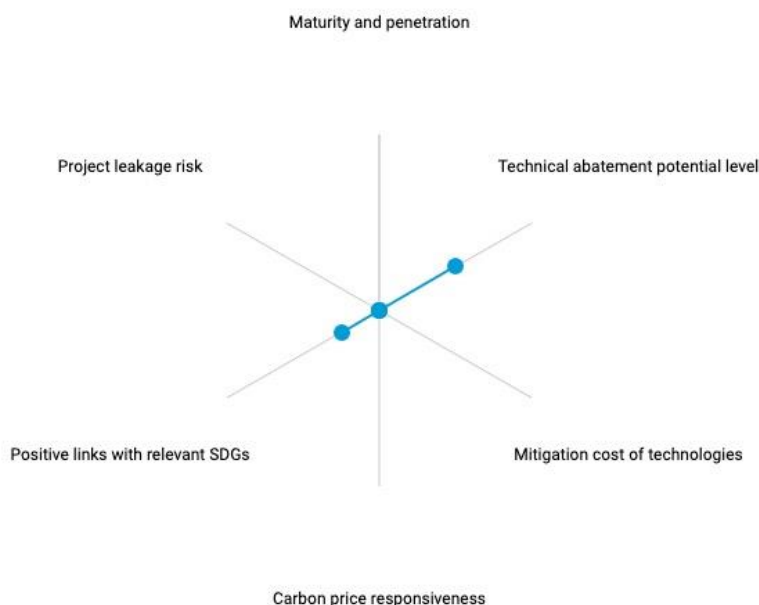 Maturity and penetration
Project leakage risk
Technical abatement potential level
Positive links with relevant SDGs
Mitigation cost of technologies
Carbon price responsiveness